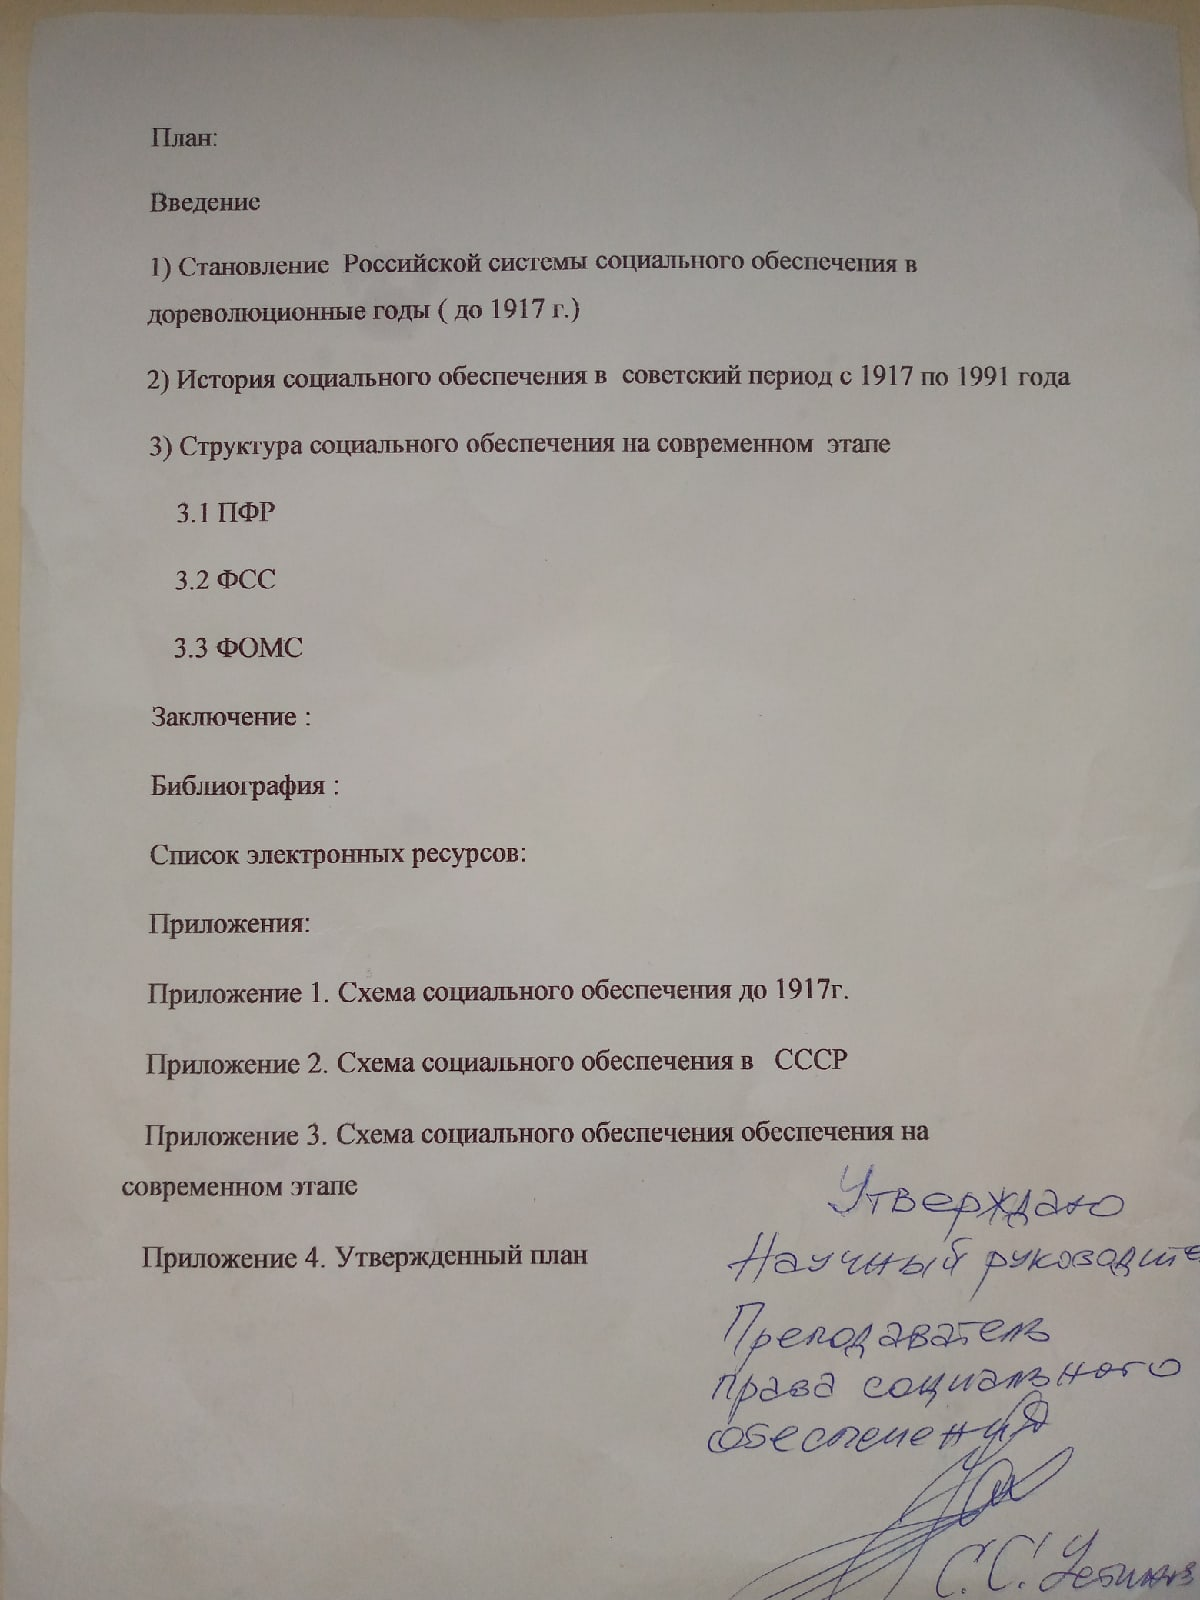 План:
Введение
1) Становление Российской системы социального обеспечения в
дореволюционные годы ( до 1917 г.)
2) История социального обеспечения в советский период с 1917 по 1991 года
3) Структура социального обеспечения на современном этапе
3.1 ПФР
3.2 ФСС
3.3 ФОМС
Заключение :
Библиография :
Список электронных ресурсов:
Приложения:
Приложение 1. Схема социального обеспечения до 1917г.
Приложение 2. Схема социального обеспечения в СССР
Приложение 3. Схема социального обеспечения обеспечения на
современном этапе
Приложение 4. Утвержденный план
Утверждаю
Научный руководите
Преподаватель
права социального
обеспечения
С.С.